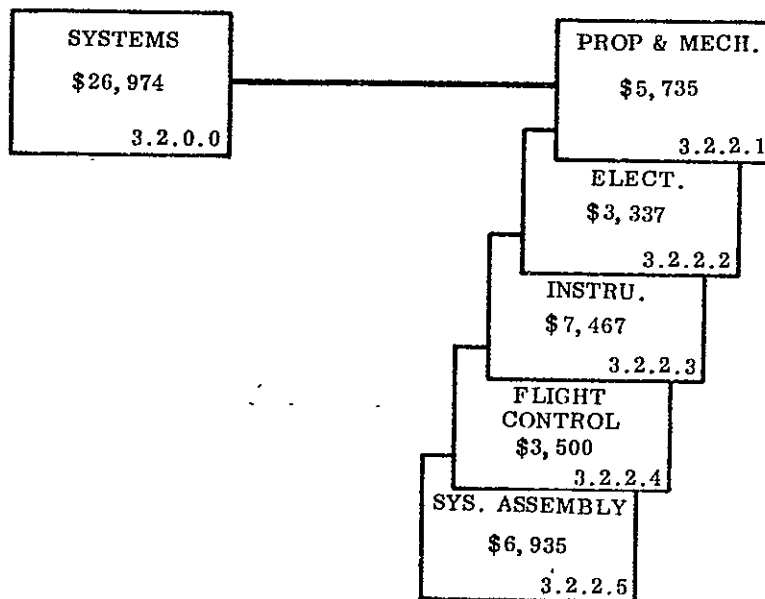 SYSTEMS
$26,974
3.2.0.0
PROP & MECH.
$5,735
3.2.2.1
ELECT.
$3,337
3.2.2.2
INSTRU.
$7,467
3.2.2.3
FLIGHT
CONTROL
$3,500
3.2.2.4
SYS. ASSEMBLY
$6,935
3.2.2.5